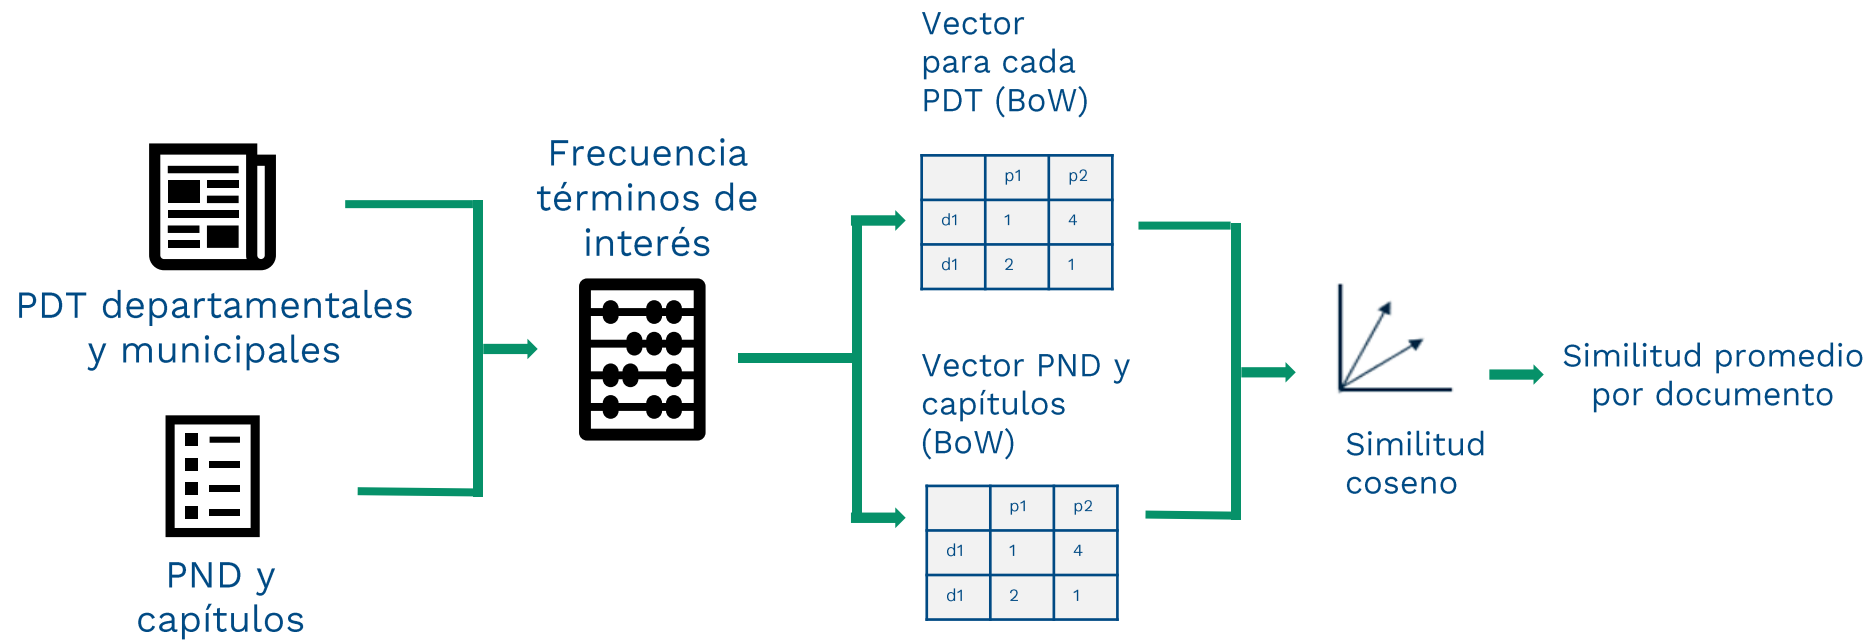 PDT departamentales
y municipales
PND y
capítulos
Frecuencia
términos de
interés
Vector
para cada
PDT (BoW)
p1 p2
d1 1 4
d1 2 1
Vector PND y
capítulos
(BoW)
p1 p2
d1 1 4
d1 2 1
Similitud
coseno
Similitud promedio
por documento